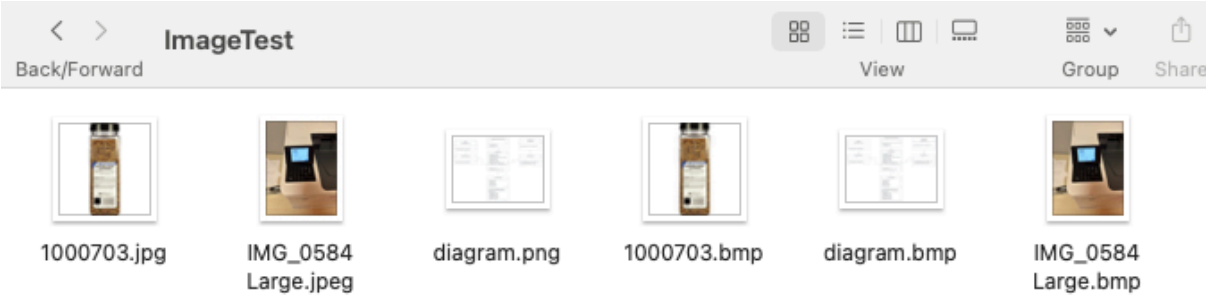 ImageTest
Back/Forward
View
Group
Share
1000703.jpg
IMG_0584
Large.jpeg
diagram.png
1000703.bmp
diagram.bmp
IMG_0584
Large.bmp